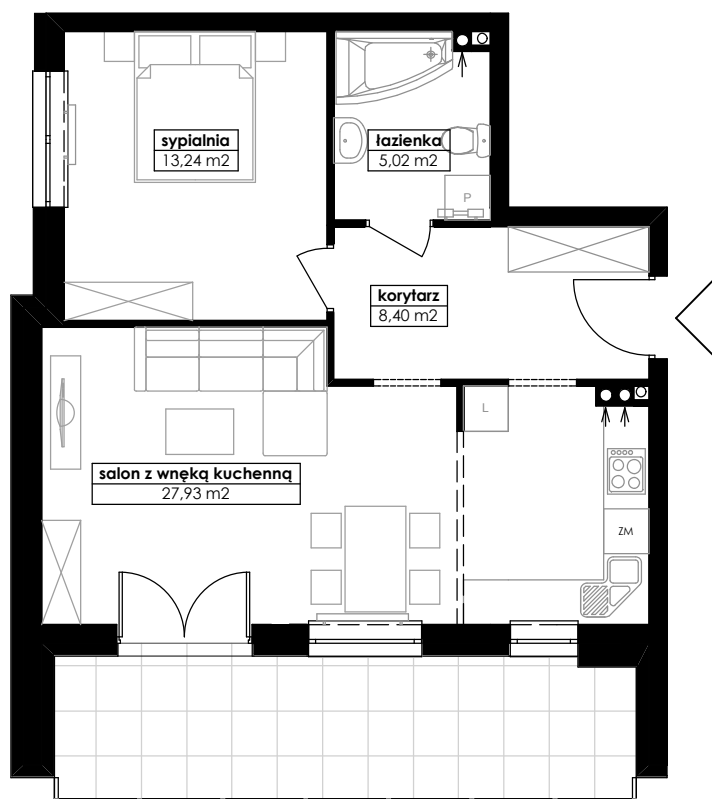 sypialnia
13,24 m2
łazienka
5,02 m2
P
korytarz
8,40 m2
L
salon z wnęką kuchenną
27,93 m2
ZM